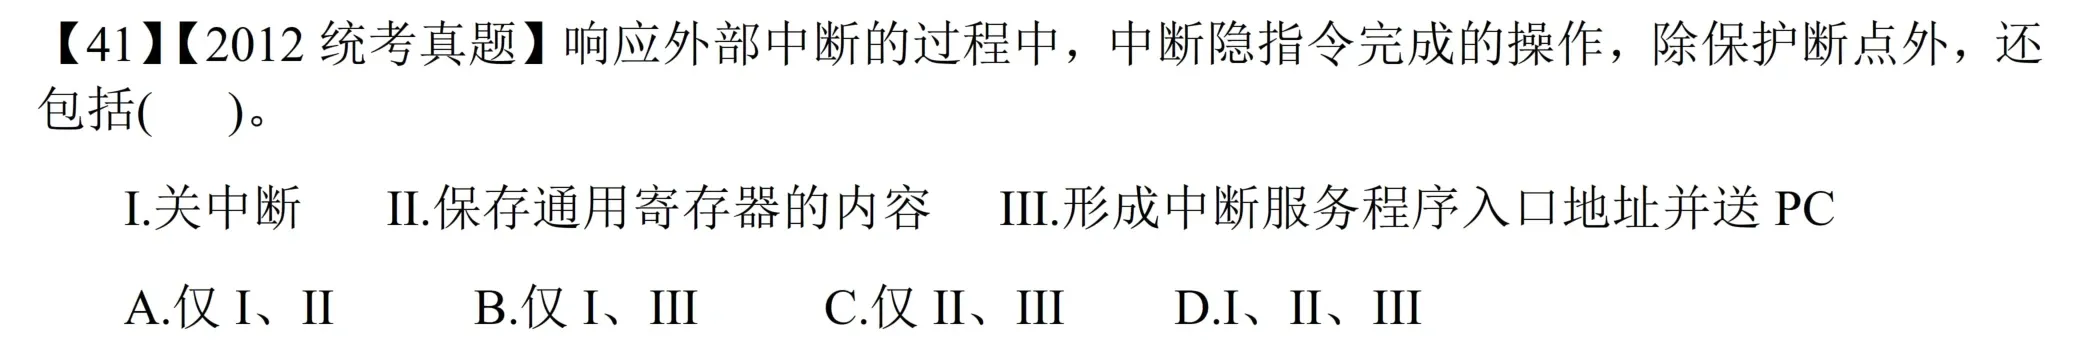 【41】【2012 统考真题】响应外部中断的过程中，中断隐指令完成的操作，除保护断点外，还
包括(    )。
I.关中断    II.保存通用寄存器的内容    III.形成中断服务程序入口地址并送 PC
A.仅 I、II    B.仅 I、III    C.仅 II、III    D.I、II、III